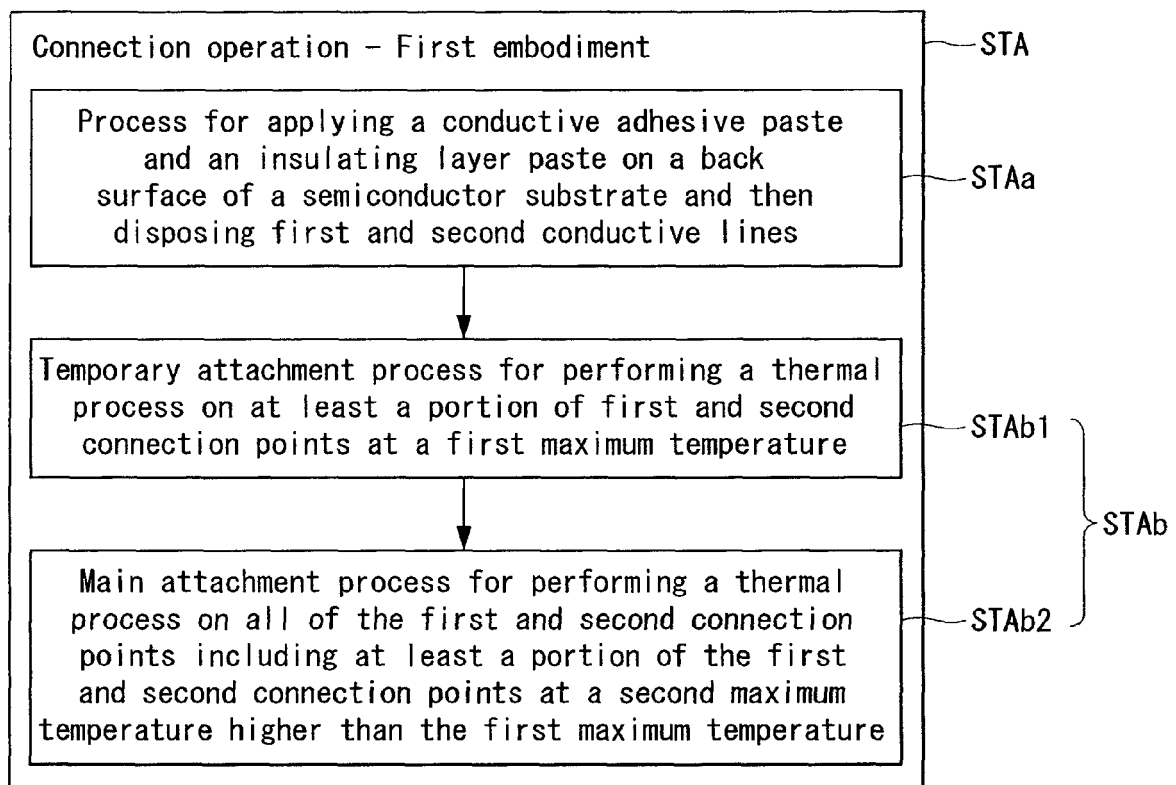 Connection operation – First embodiment
STA
Process for applying a conductive adhesive paste
and an insulating layer paste on a back
surface of a semiconductor substrate and then
disposing first and second conductive lines
STAa
Temporary attachment process for performing a thermal
process on at least a portion of first and second
connection points at a first maximum temperature
STAb1
STAb
Main attachment process for performing a thermal
process on all of the first and second connection
points including at least a portion of the first
and second connection points at a second maximum
temperature higher than the first maximum temperature
STAb2